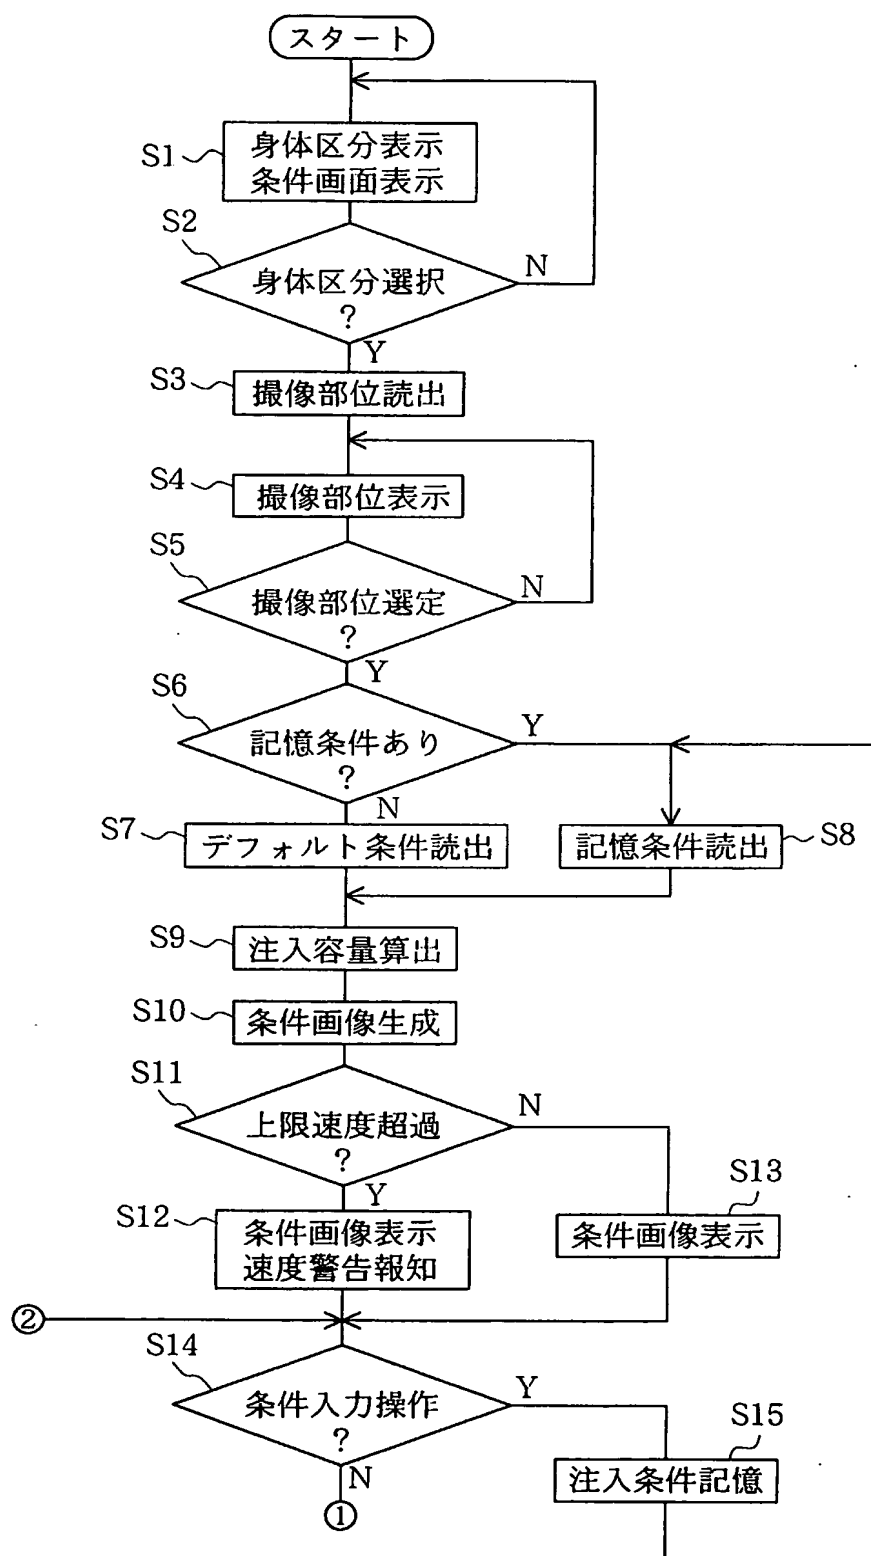 スタート
S1
身体区分表示
条件画面表示
S2
身体区分選択
?
N
Y
S3
撮像部位読出
S4
撮像部位表示
S5
撮像部位選定
?
N
Y
S6
記憶条件あり
?
Y
N
S7
デフォルト条件読出
記憶条件読出
S8
S9
注入容量算出
S10
条件画像生成
S11
上限速度超過
?
N
Y
S12
条件画像表示
速度警告報知
S13
条件画像表示
②
S14
条件入力操作
?
Y
N
S15
注入条件記憶
①